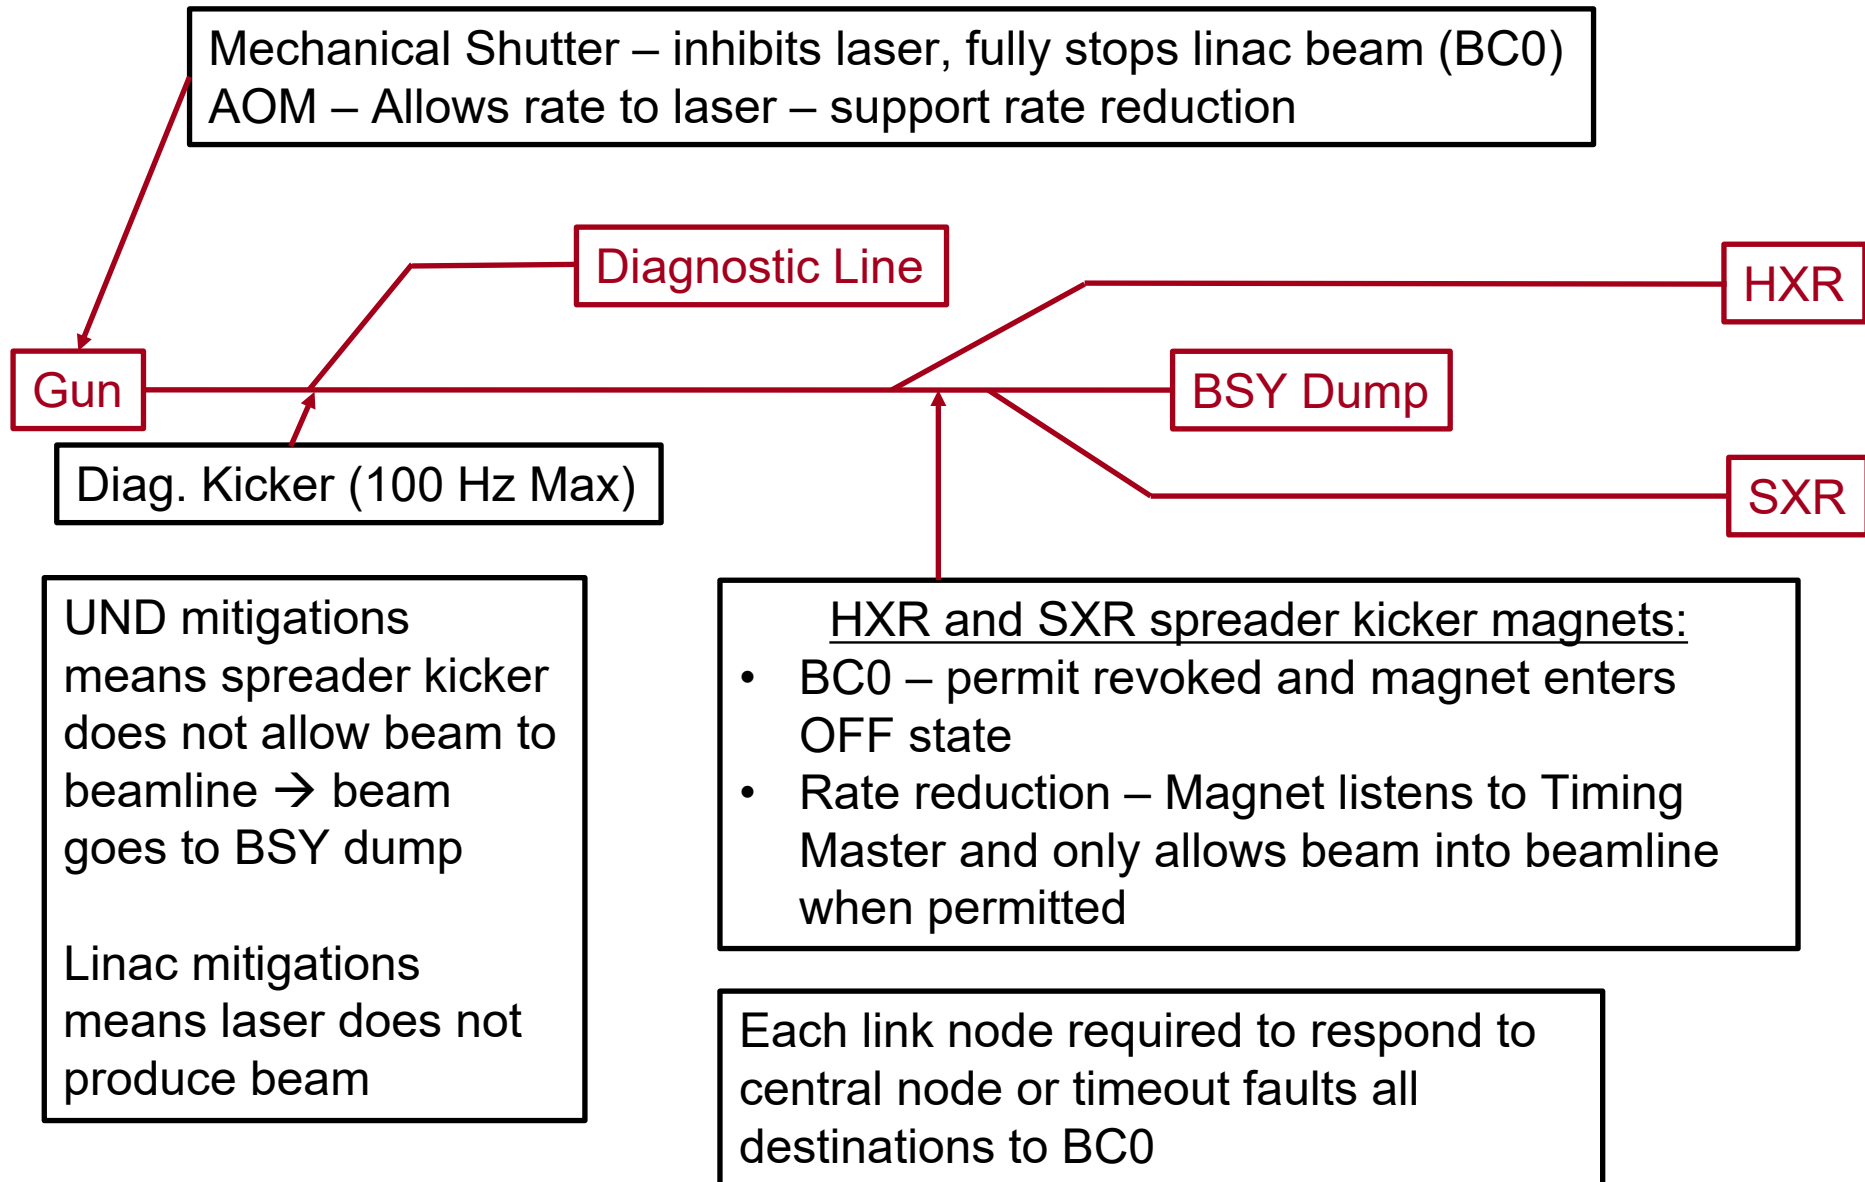 Mechanical Shutter – inhibits laser, fully stops linac beam (BC0)
AOM – Allows rate to laser – support rate reduction
Diagnostic Line
HXR
Gun
BSY Dump
Diag. Kicker (100 Hz Max)
SXR
UND mitigations
means spreader kicker
does not allow beam to
beamline → beam
goes to BSY dump
Linac mitigations
means laser does not
produce beam
HXR and SXR spreader kicker magnets:
• BC0 – permit revoked and magnet enters
OFF state
• Rate reduction – Magnet listens to Timing
Master and only allows beam into beamline
when permitted
Each link node required to respond to
central node or timeout faults all
destinations to BC0